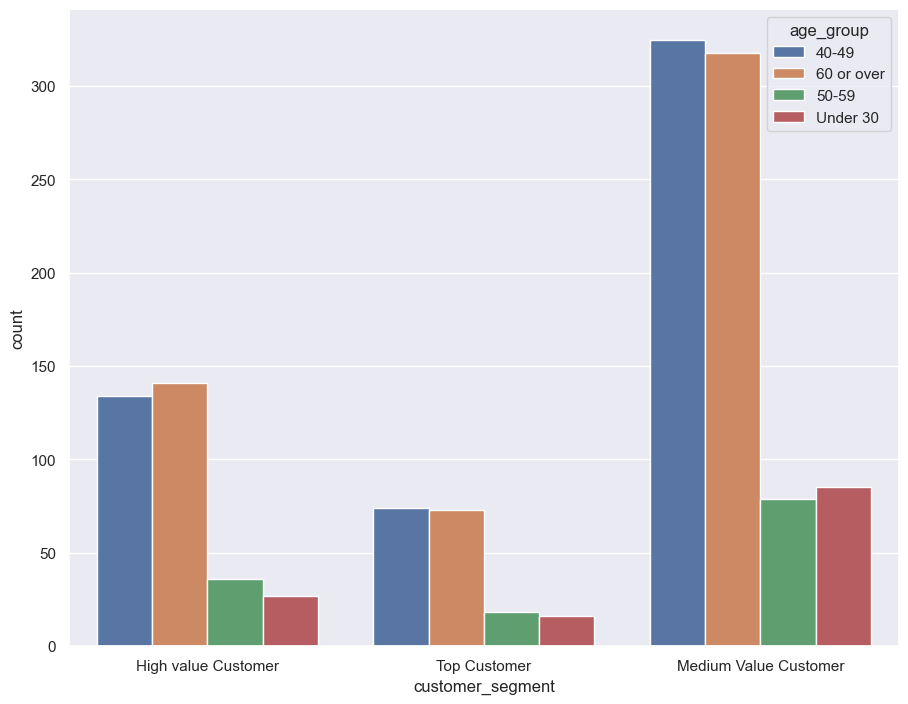 age_group
40-49
60 or over
50-59
Under 30
count
300
250
200
150
100
50
0
High value Customer
Top Customer
Medium Value Customer
customer_segment